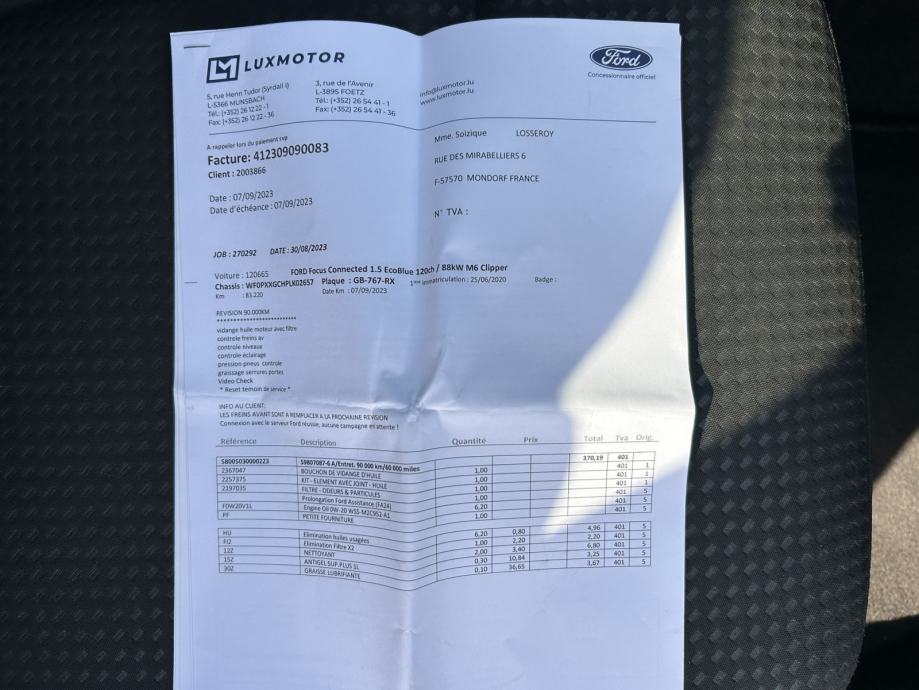 LUXMOTOR
Ford
Concessionnaire officiel
5, rue Henri Tudor (Syrdall I)
L-5366 MUNSBACH
Tél.: (+352) 26 12 22 - 1
Fax: (+352) 26 12 22 - 36
3, rue de l'Avenir
L-3895 FOETZ
Tél.: (+352) 26 54 41 - 1
Fax: (+352) 26 54 41 - 36
info@luxmotor.lu
www.luxmotor.lu
A rappeler lors du paiement svp
Facture: 412309090083
Client : 2003866
Mme. Soizique LOSSEROY
RUE DES MIRABELLIERS 6
F-57570 MONDORF FRANCE
Date : 07/09/2023
Date d'échéance : 07/09/2023
N° TVA :
JOB : 270292 DATE : 30/08/2023
Voiture : 120665 FORD Focus Connected 1.5 EcoBlue 120ch / 88kW M6 Clipper
Chassis : WF0PXXGCHPLK02657 Plaque : GB-767-RX 1ère Immatriculation : 25/06/2020 Badge :
Km : 83.220 Date Km : 07/09/2023
REVISION 90.000KM
**************************
vidange huile moteur avec filtre
controle freins av
controle niveaux
controle éclairage
pression pneus controle
graissage serrures portes
Video Check
* Reset temoin de service *
INFO AU CLIENT:
LES FREINS AVANT SONT A REMPLACER A LA PROCHAINE REVISION
Connexion avec le serveur Ford réusse, aucune campagne en attente !
Référence Description Quantité Prix Total Tva Orig.
S8005030000223 S9807087-6 A/Entret. 90 000 km/60 000 milles 370,19 401
2367047 BOUCHON DE VIDANGE D'HUILE 1,00 401 1
2257375 KIT - ELEMENT AVEC JOINT - HUILE 1,00 401 1
2197035 FILTRE - ODEURS & PARTICULES 1,00 401 1
Prolongation Ford Assistance (FA24) 1,00 401 5
F0W20V1L Engine Oil 0W-20 WSS-M2C952-A1 6,20 401 5
PF PETITE FOURNITURE 1,00 401 5
HU Elimination huiles usagées 6,20 0,80 4,96 401 5
FI2 Elimination Filtre X2 1,00 2,20 2,20 401 5
12Z NETTOYANT 2,00 3,40 6,80 401 5
15Z ANTIGEL SUP.PLUS 1L 0,30 10,84 3,25 401 5
30Z GRAISSE LUBRIFIANTE 0,10 36,65 3,67 401 5